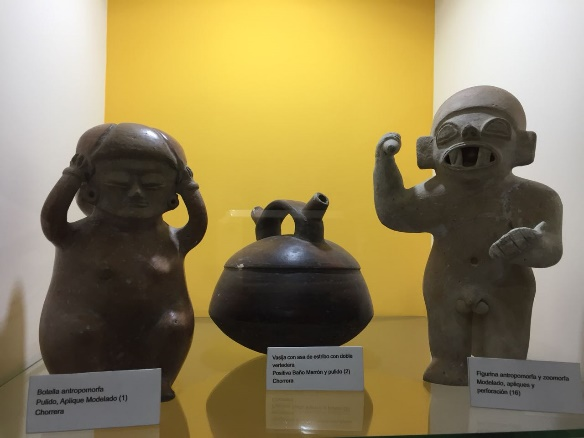 Botella antropomorfa
Pulido, Aplique Modelado (1)
Chorrera
Vasija con asa de estribo con doble
vertedera
Positiva Baño Marrón y pulido (2)
Chorrera
Figurina antropomorfa y zoomorfa
Modelado, apliques y
perforación (16)